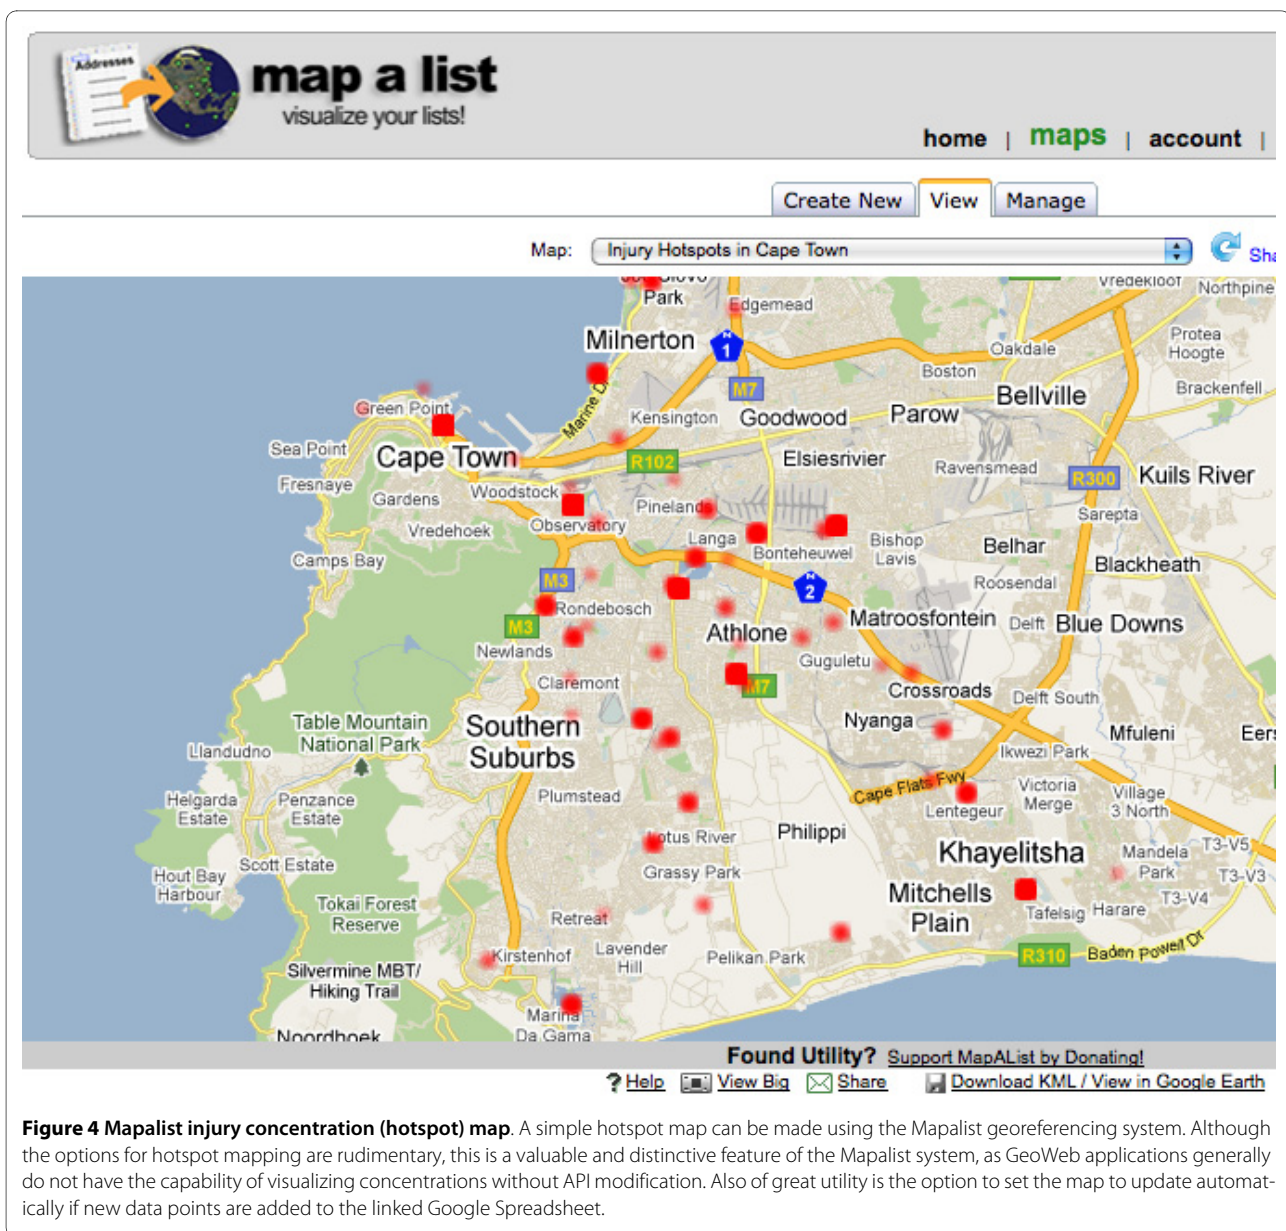 Addresses
map a list
visualize your lists!
home | maps | account |
Create New View Manage
Map: Injury Hotspots in Cape Town
Park
Edgemead
Vredekloof
Northpine
Milnerton
N
1
Protea
Hoogte
Oakdale
Boston
Brackenfell
M7
Bellville
Marine Dr
Green Point
Kensington
Goodwood
Parow
Sea Point
Cape Town
R102
Elsiesrivier
Ravensmead
R300
Kuils River
Fresnaye
Gardens
Woodstock
Pinelands
Sarepta
Vredehoek
Observatory
Langa
Bonteheuwel
Bishop
Lavis
Belhar
Camps Bay
Blackheath
M3
N
2
Roosendal
Rondebosch
M3
Athlone
Matroosfontein
Delft
Blue Downs
Newlands
Guguletu
Claremont
M7
Crossroads
Delft South
Table Mountain
National Park
Southern
Suburbs
Nyanga
Mfuleni
Eers
Llandudno
Ikwezi Park
Helgarda
Estate
Penzance
Estate
Plumstead
Cape Flats Fwy
Lentegeur
Victoria
Merge
Village
3 North
Lotus River
Philippi
Scott Estate
Khayelitsha
Mandela
Park
T3-V5
Hout Bay
Harbour
Grassy Park
T3-V3
Mitchells
Plain
T3-V4
Tokai Forest
Reserve
Retreat
Tafelsig
Harare
Kirstenhof
Lavender
Hill
Pelikan Park
R310
Baden Powell Dr
Silvermine MBT/
Hiking Trail
Marina
Da Gama
Noordhoek
Found Utility? Support MapAList by Donating!
? Help View Big Share Download KML / View in Google Earth
Figure 4 Mapalist injury concentration (hotspot) map. A simple hotspot map can be made using the Mapalist georeferencing system. Although
the options for hotspot mapping are rudimentary, this is a valuable and distinctive feature of the Mapalist system, as GeoWeb applications generally
do not have the capability of visualizing concentrations without API modification. Also of great utility is the option to set the map to update automat-
ically if new data points are added to the linked Google Spreadsheet.